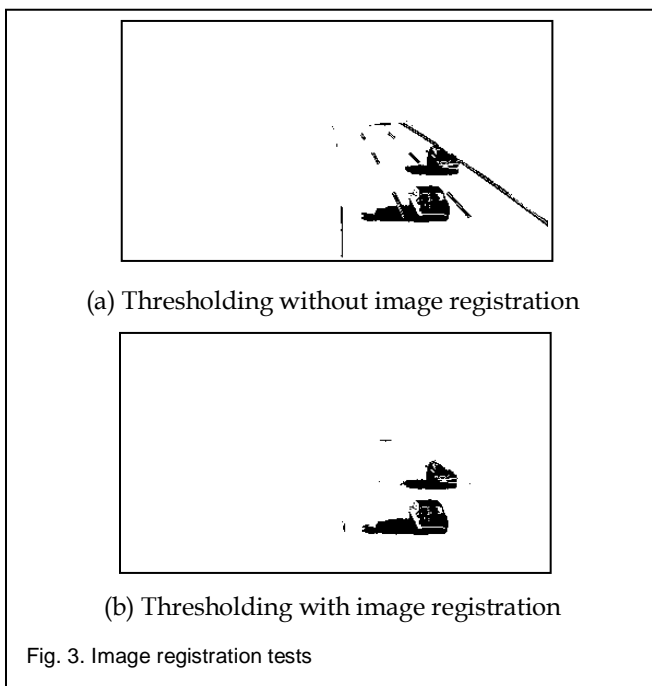 (a) Thresholding without image registration
(b) Thresholding with image registration
Fig. 3. Image registration tests